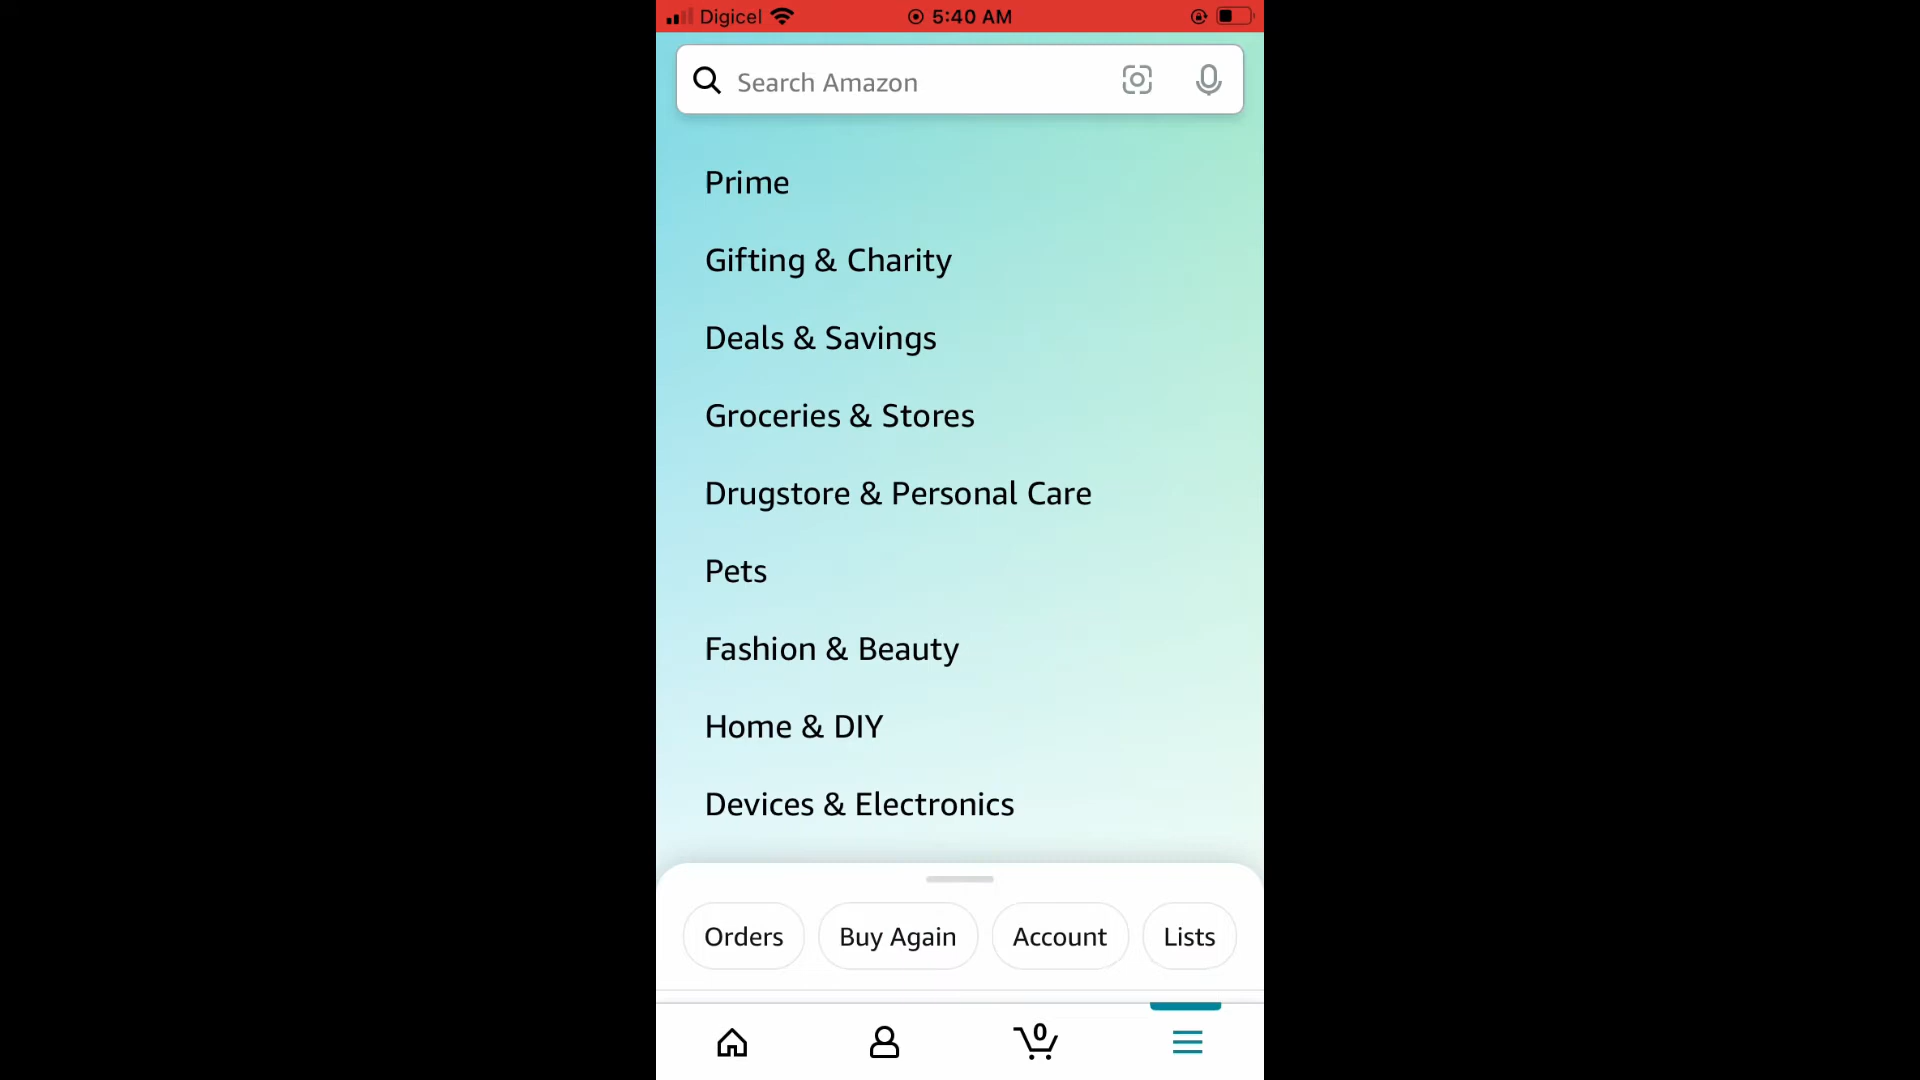 Digicel 5:40 AM
Search Amazon
Prime
Gifting & Charity
Deals & Savings
Groceries & Stores
Drugstore & Personal Care
Pets
Fashion & Beauty
Home & DIY
Devices & Electronics
Orders Buy Again Account Lists
0